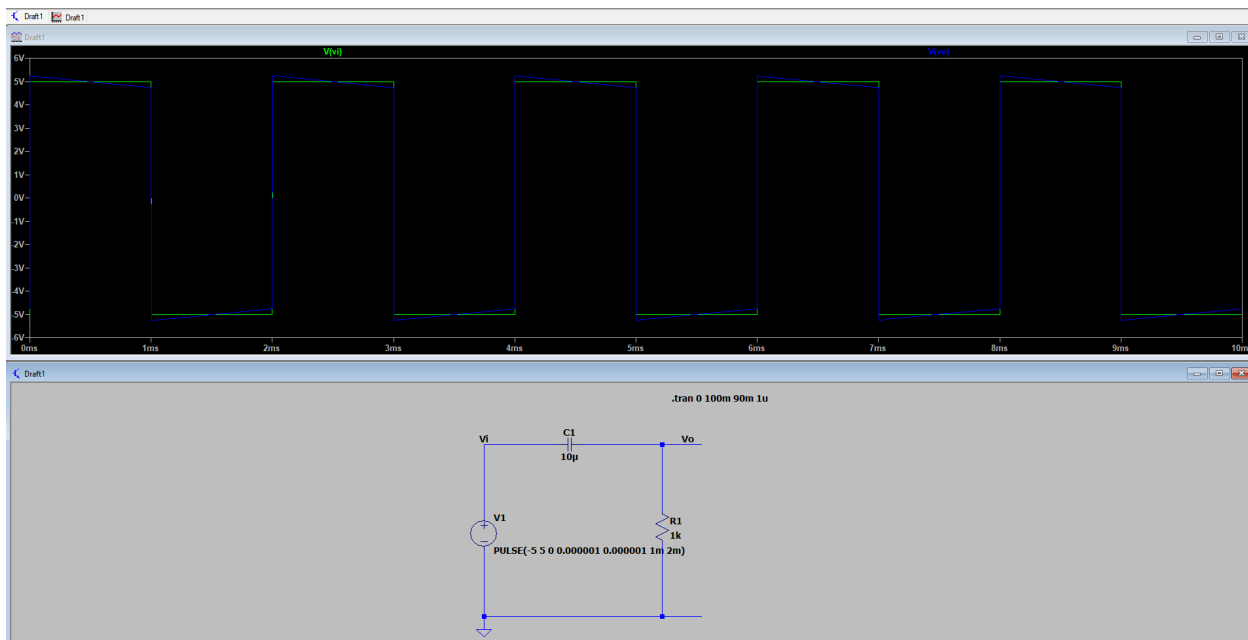 Draft1 Draft1
Draft1
V(vi) V(vo)
6V
5V
4V
3V
2V
1V
0V
-1V
-2V
-3V
-4V
-5V
-6V
0ms 1ms 2ms 3ms 4ms 5ms 6ms 7ms 8ms 9ms 10m
Draft1
.tran 0 100m 90m 1u
Vi C1 Vo
10µ
V1 R1
1k
PULSE(-5 5 0 0.000001 0.000001 1m 2m)